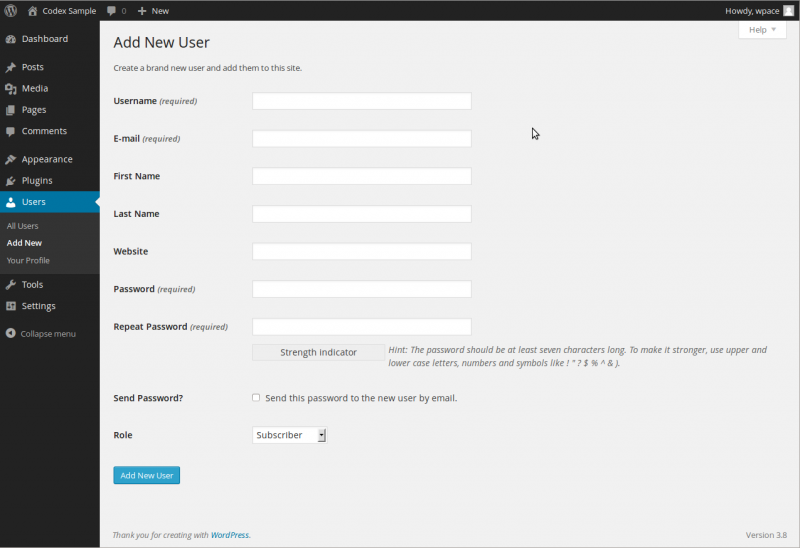 Codex Sample 0 New Howdy, wpace
Help
Dashboard
Posts
Media
Pages
Comments
Appearance
Plugins
Users
All Users
Add New
Your Profile
Tools
Settings
Collapse menu
Add New User
Create a brand new user and add them to this site.
Username (required)
E-mail (required)
First Name
Last Name
Website
Password (required)
Repeat Password (required)
Strength indicator
Hint: The password should be at least seven characters long. To make it stronger, use upper and
lower case letters, numbers and symbols like ! " ? $ % ^ & ).
Send Password? Send this password to the new user by email.
Role Subscriber
Add New User
Thank you for creating with WordPress. Version 3.8